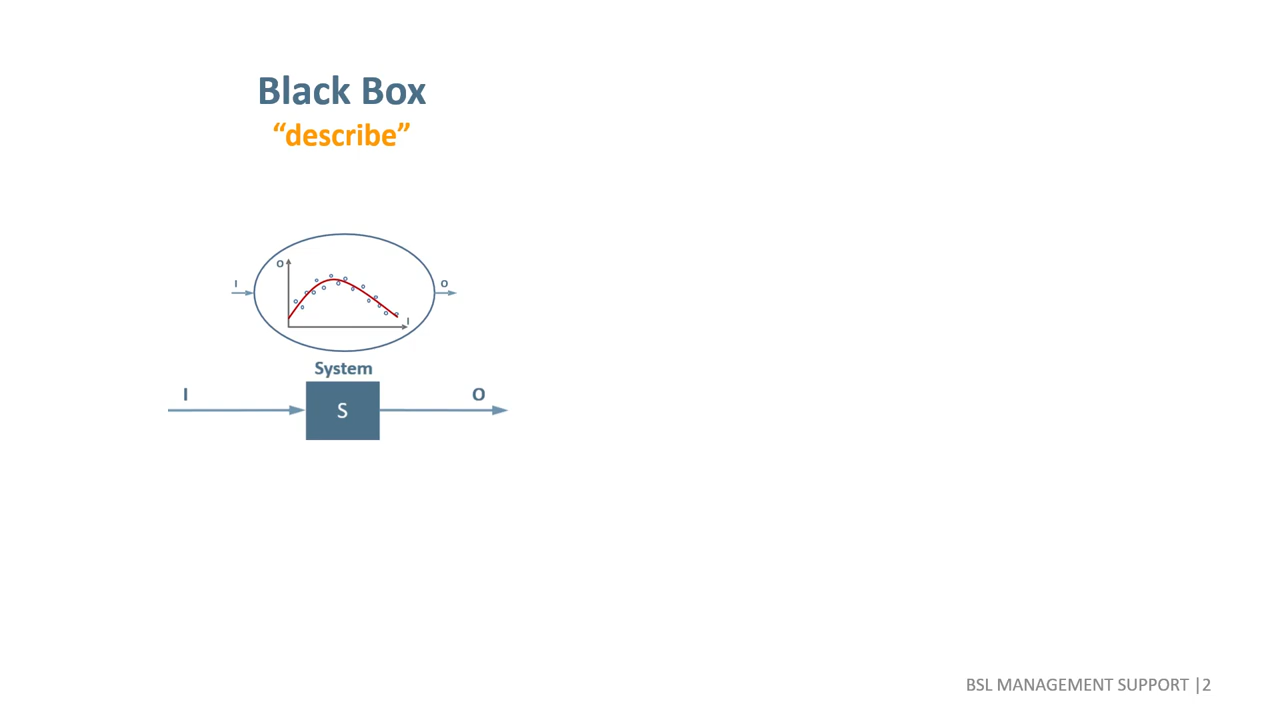 Black Box
“describe”
O
I
O
I
System
I
O
S
BSL MANAGEMENT SUPPORT |2